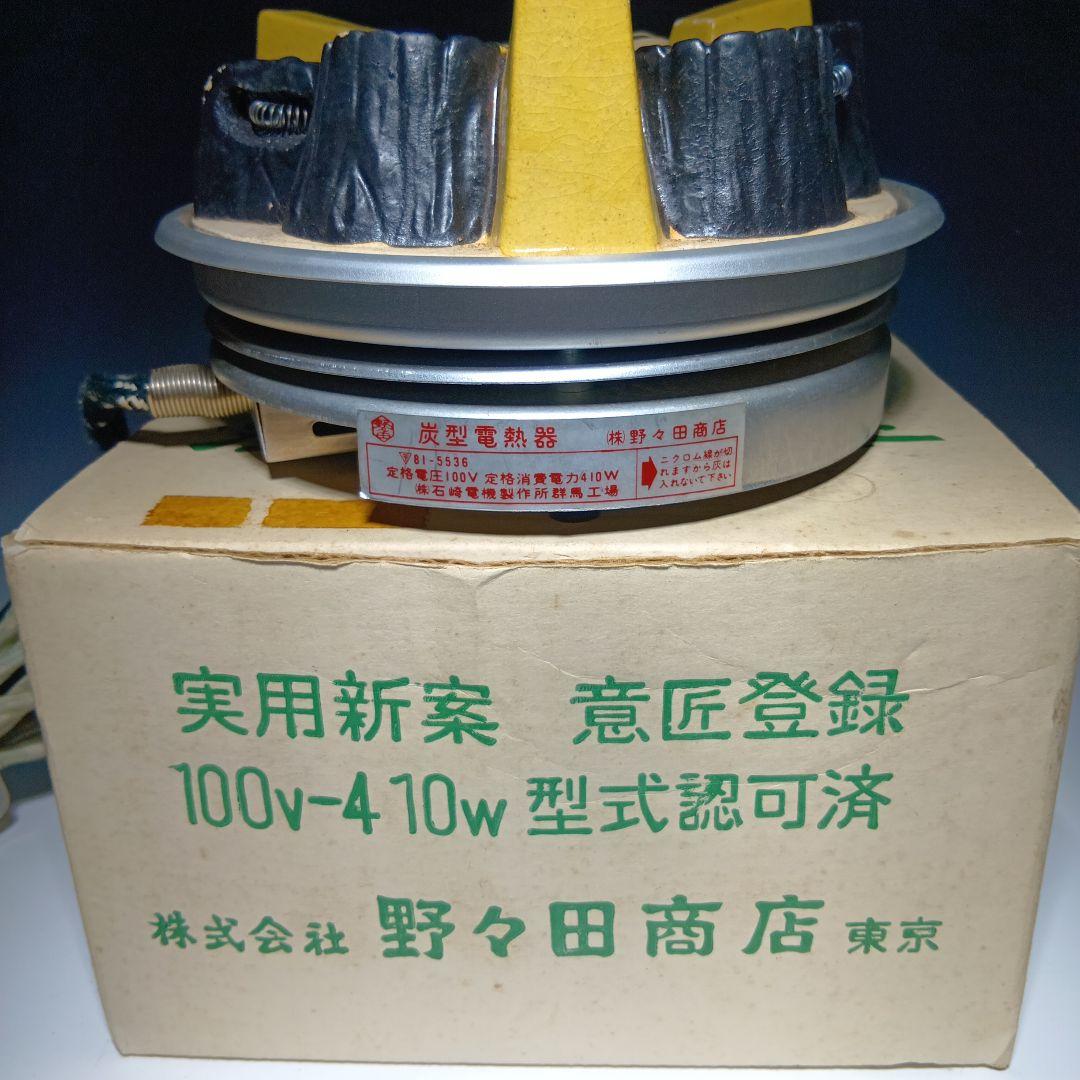 炭型電熱器 (株)野々田商店
81-5536
定格電圧100V 定格消費電力410W
(株)石崎電機製作所群馬工場
ニクロム線が切
れますから灰は
入れないて下さい
実用新案 意匠登録
100v-410w 型式認可済
株式会社 野々田商店 東京